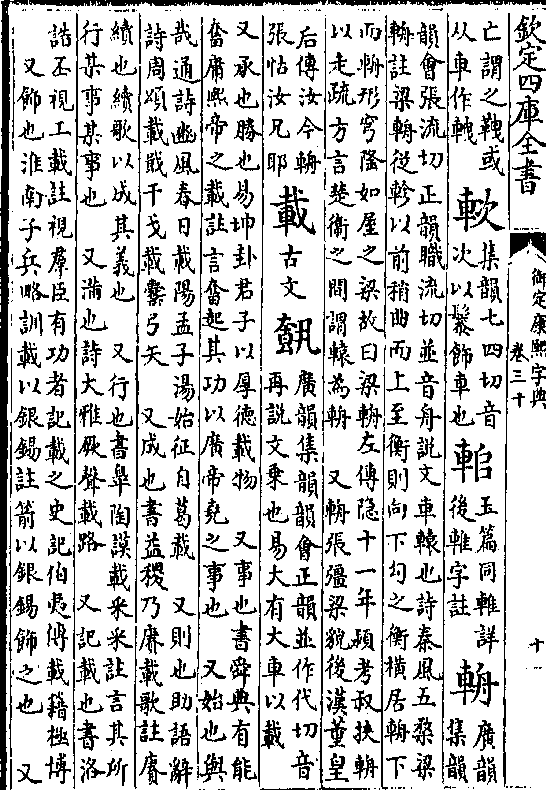 欽定四庫全書
御定康熙字典
卷三十
十一
亡謂之鞔或
从車作
集韻七四切音
次以鬃飾車也
玉篇同
詳
後
字註
輈
廣韻
集韻
韻會張流切正韻職流切並音舟說文車轅也詩秦風五楘梁
輈註梁輈從軫以前稍曲而上至衡則向下勾之衡橫居輈下
而輈形穹隆如屋之梁故曰梁輈左傳隱十一年潁考叔挾輈
以走疏方言楚衛之間謂轅為輈 又輈張彊梁貌後漢董皇
后傳汝今輈
張怙汝兄耶
載
古文
廣韻集韻韻會正韻並作代切音
再說文乗也易大有大車以載
又承也勝也易坤卦君子以厚德載物 又事也書舜典有能
奮庸熙帝之載註言奮起其功以廣帝堯之事也 又始也與
哉通詩豳風春日載陽孟子湯始征自葛載 又則也助語辭
詩周頌載戢干戈載櫜弓矢 又成也書益稷乃賡載歌註賡
續也續歌以成其義也 又行也書臯陶謨載采采註言其所
行某事某事也 又滿也詩大雅厥聲載路 又記載也書洛
誥丕視工載註視羣臣有功者記載之史記伯夷傳載籍極博
又飾也淮南子兵略訓載以銀錫註箭以銀錫飾之也 又